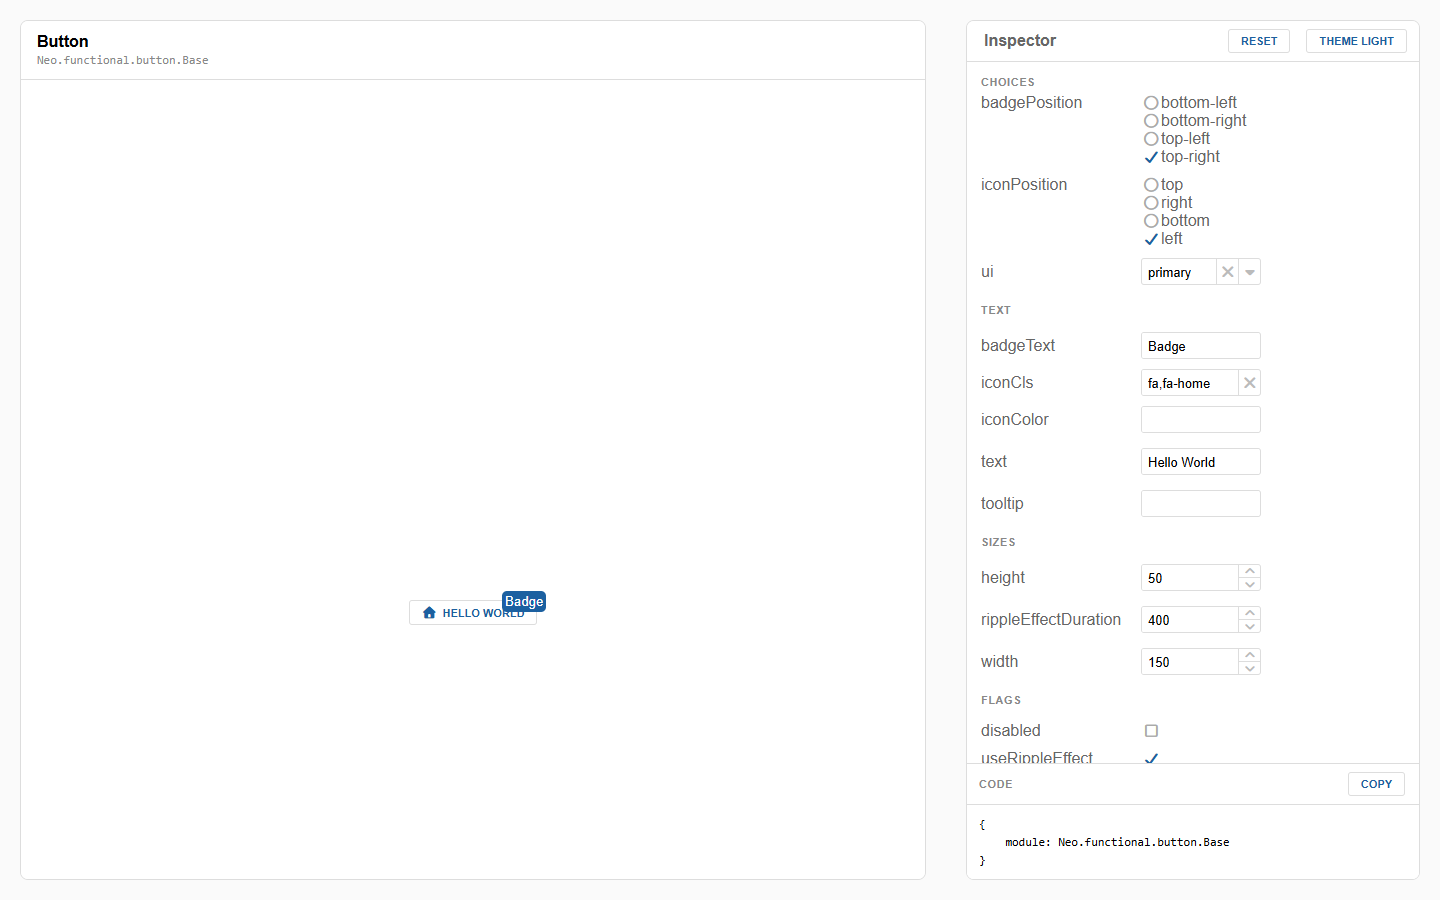 Button
Neo.functional.button.Base
HELLO WORLD
Badge
Inspector
RESET
THEME LIGHT
CHOICES
badgePosition
bottom-left
bottom-right
top-left
top-right
iconPosition
top
right
bottom
left
ui
primary
TEXT
badgeText
Badge
iconCls
fa,fa-home
iconColor
text
Hello World
tooltip
SIZES
height
50
rippleEffectDuration
400
width
150
FLAGS
disabled
useRippleEffect
CODE
COPY
{
    module: Neo.functional.button.Base
}